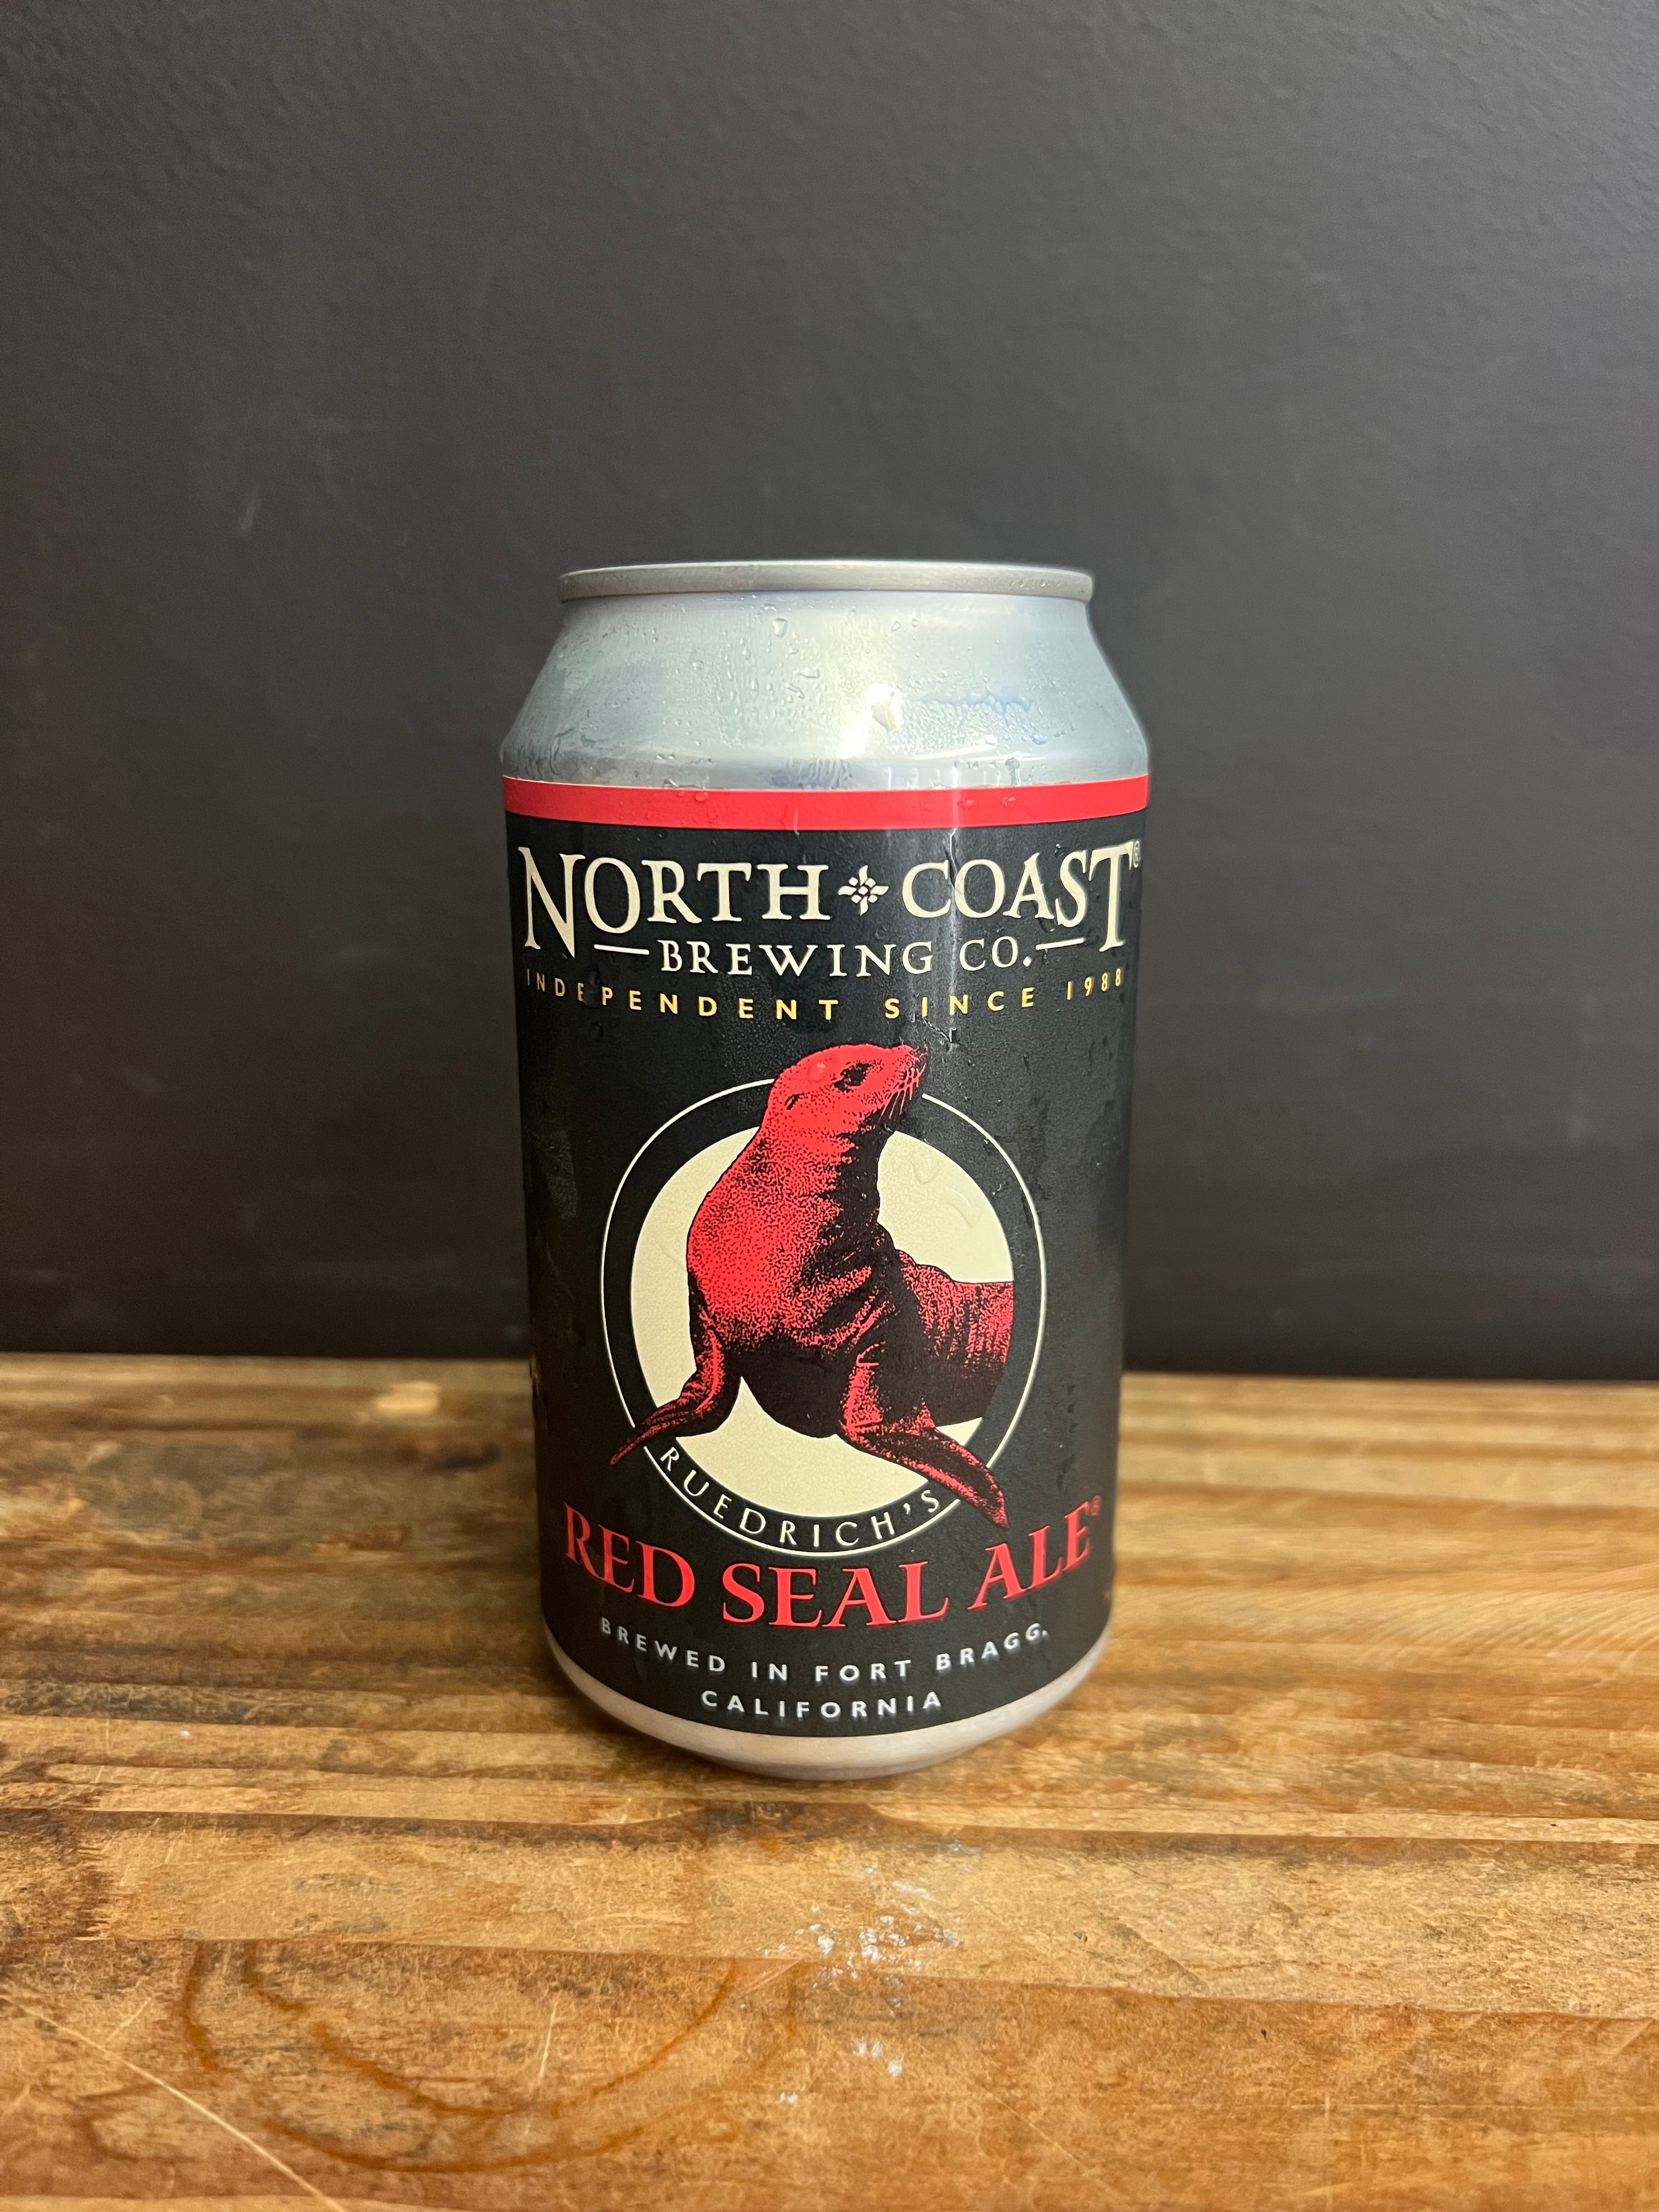 NORTH COAST®
BREWING CO.
INDEPENDENT SINCE 1988
RUEDRICH'S
RED SEAL ALE®
BREWED IN FORT BRAGG,
CALIFORNIA